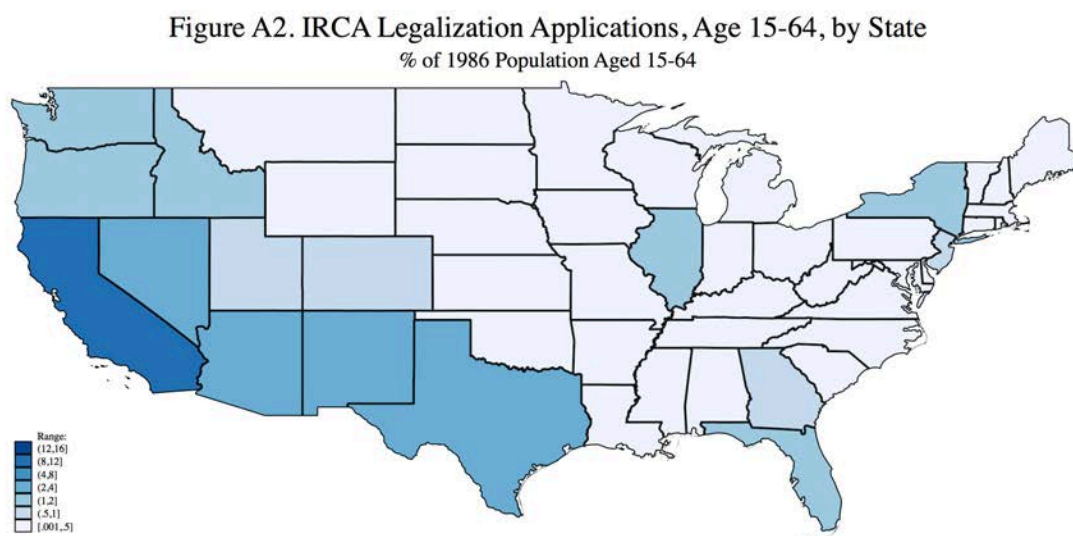 Figure A2. IRCA Legalization Applications, Age 15-64, by State
% of 1986 Population Aged 15-64
Range:
(12,16]
(8,12]
(4,8]
(2,4]
(1,2]
(.5,1]
[.001,.5]